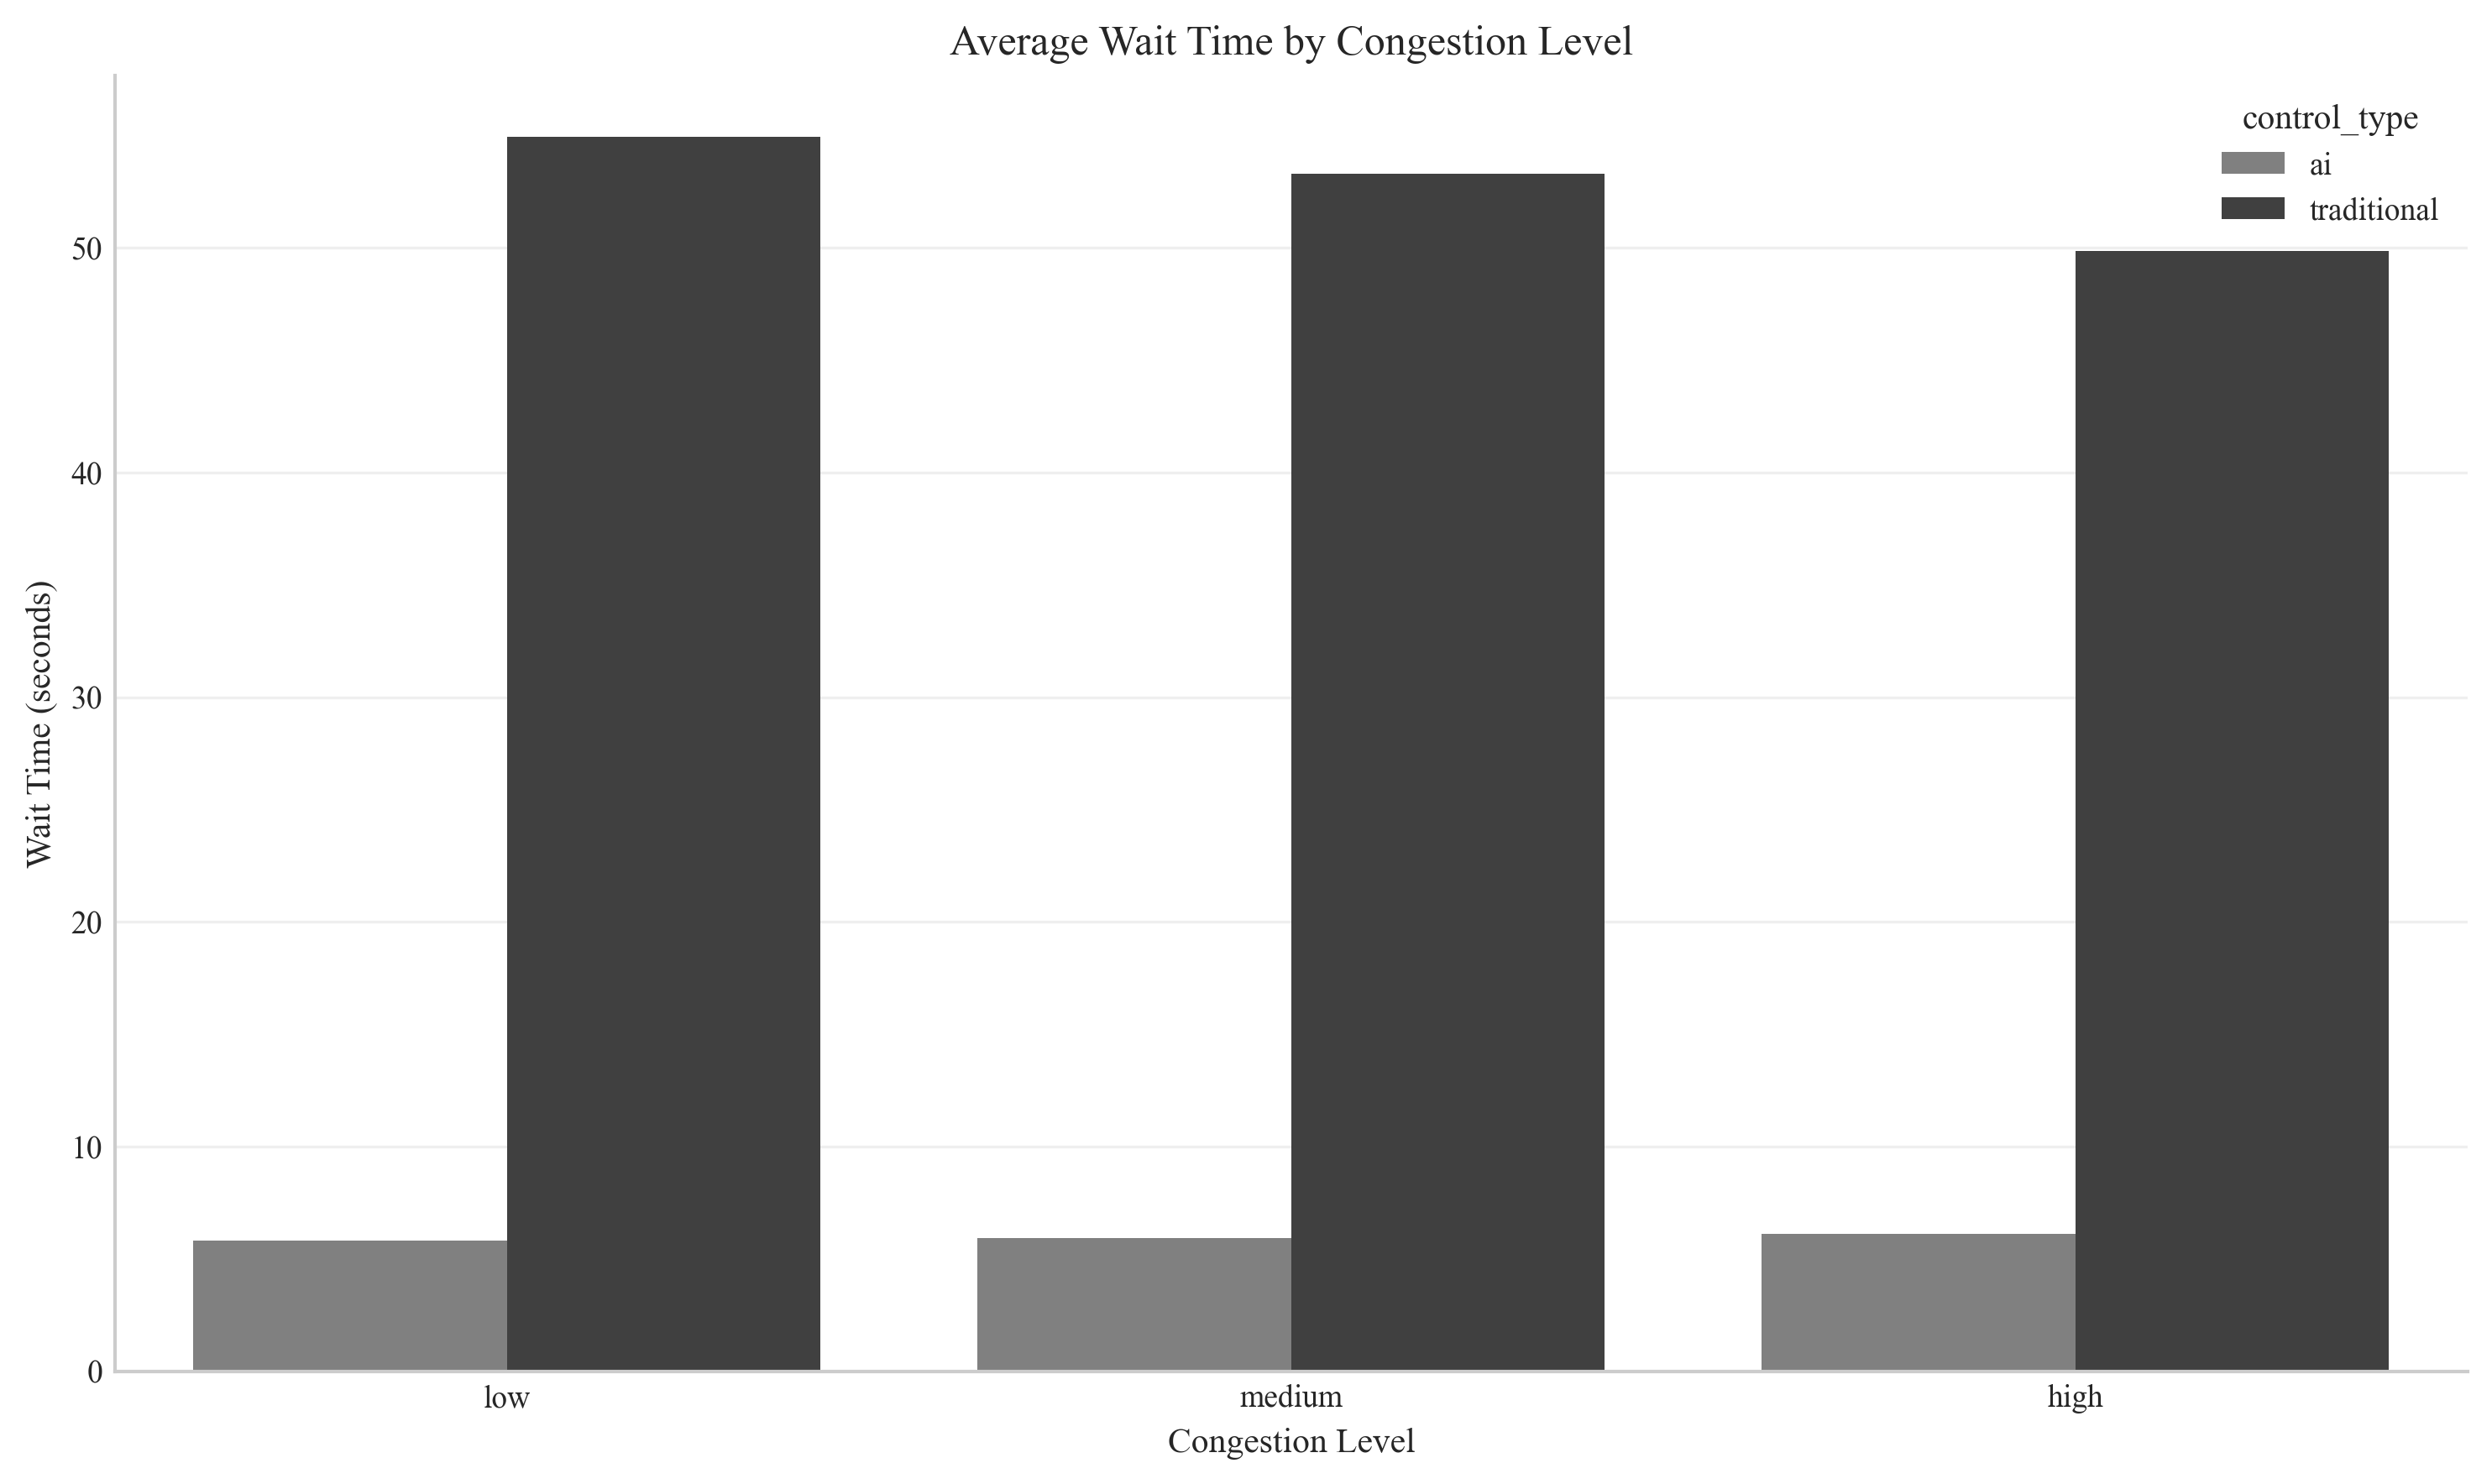 Average Wait Time by Congestion Level
control_type
ai
traditional
50
40
30
20
10
0
Wait Time (seconds)
low
medium
high
Congestion Level